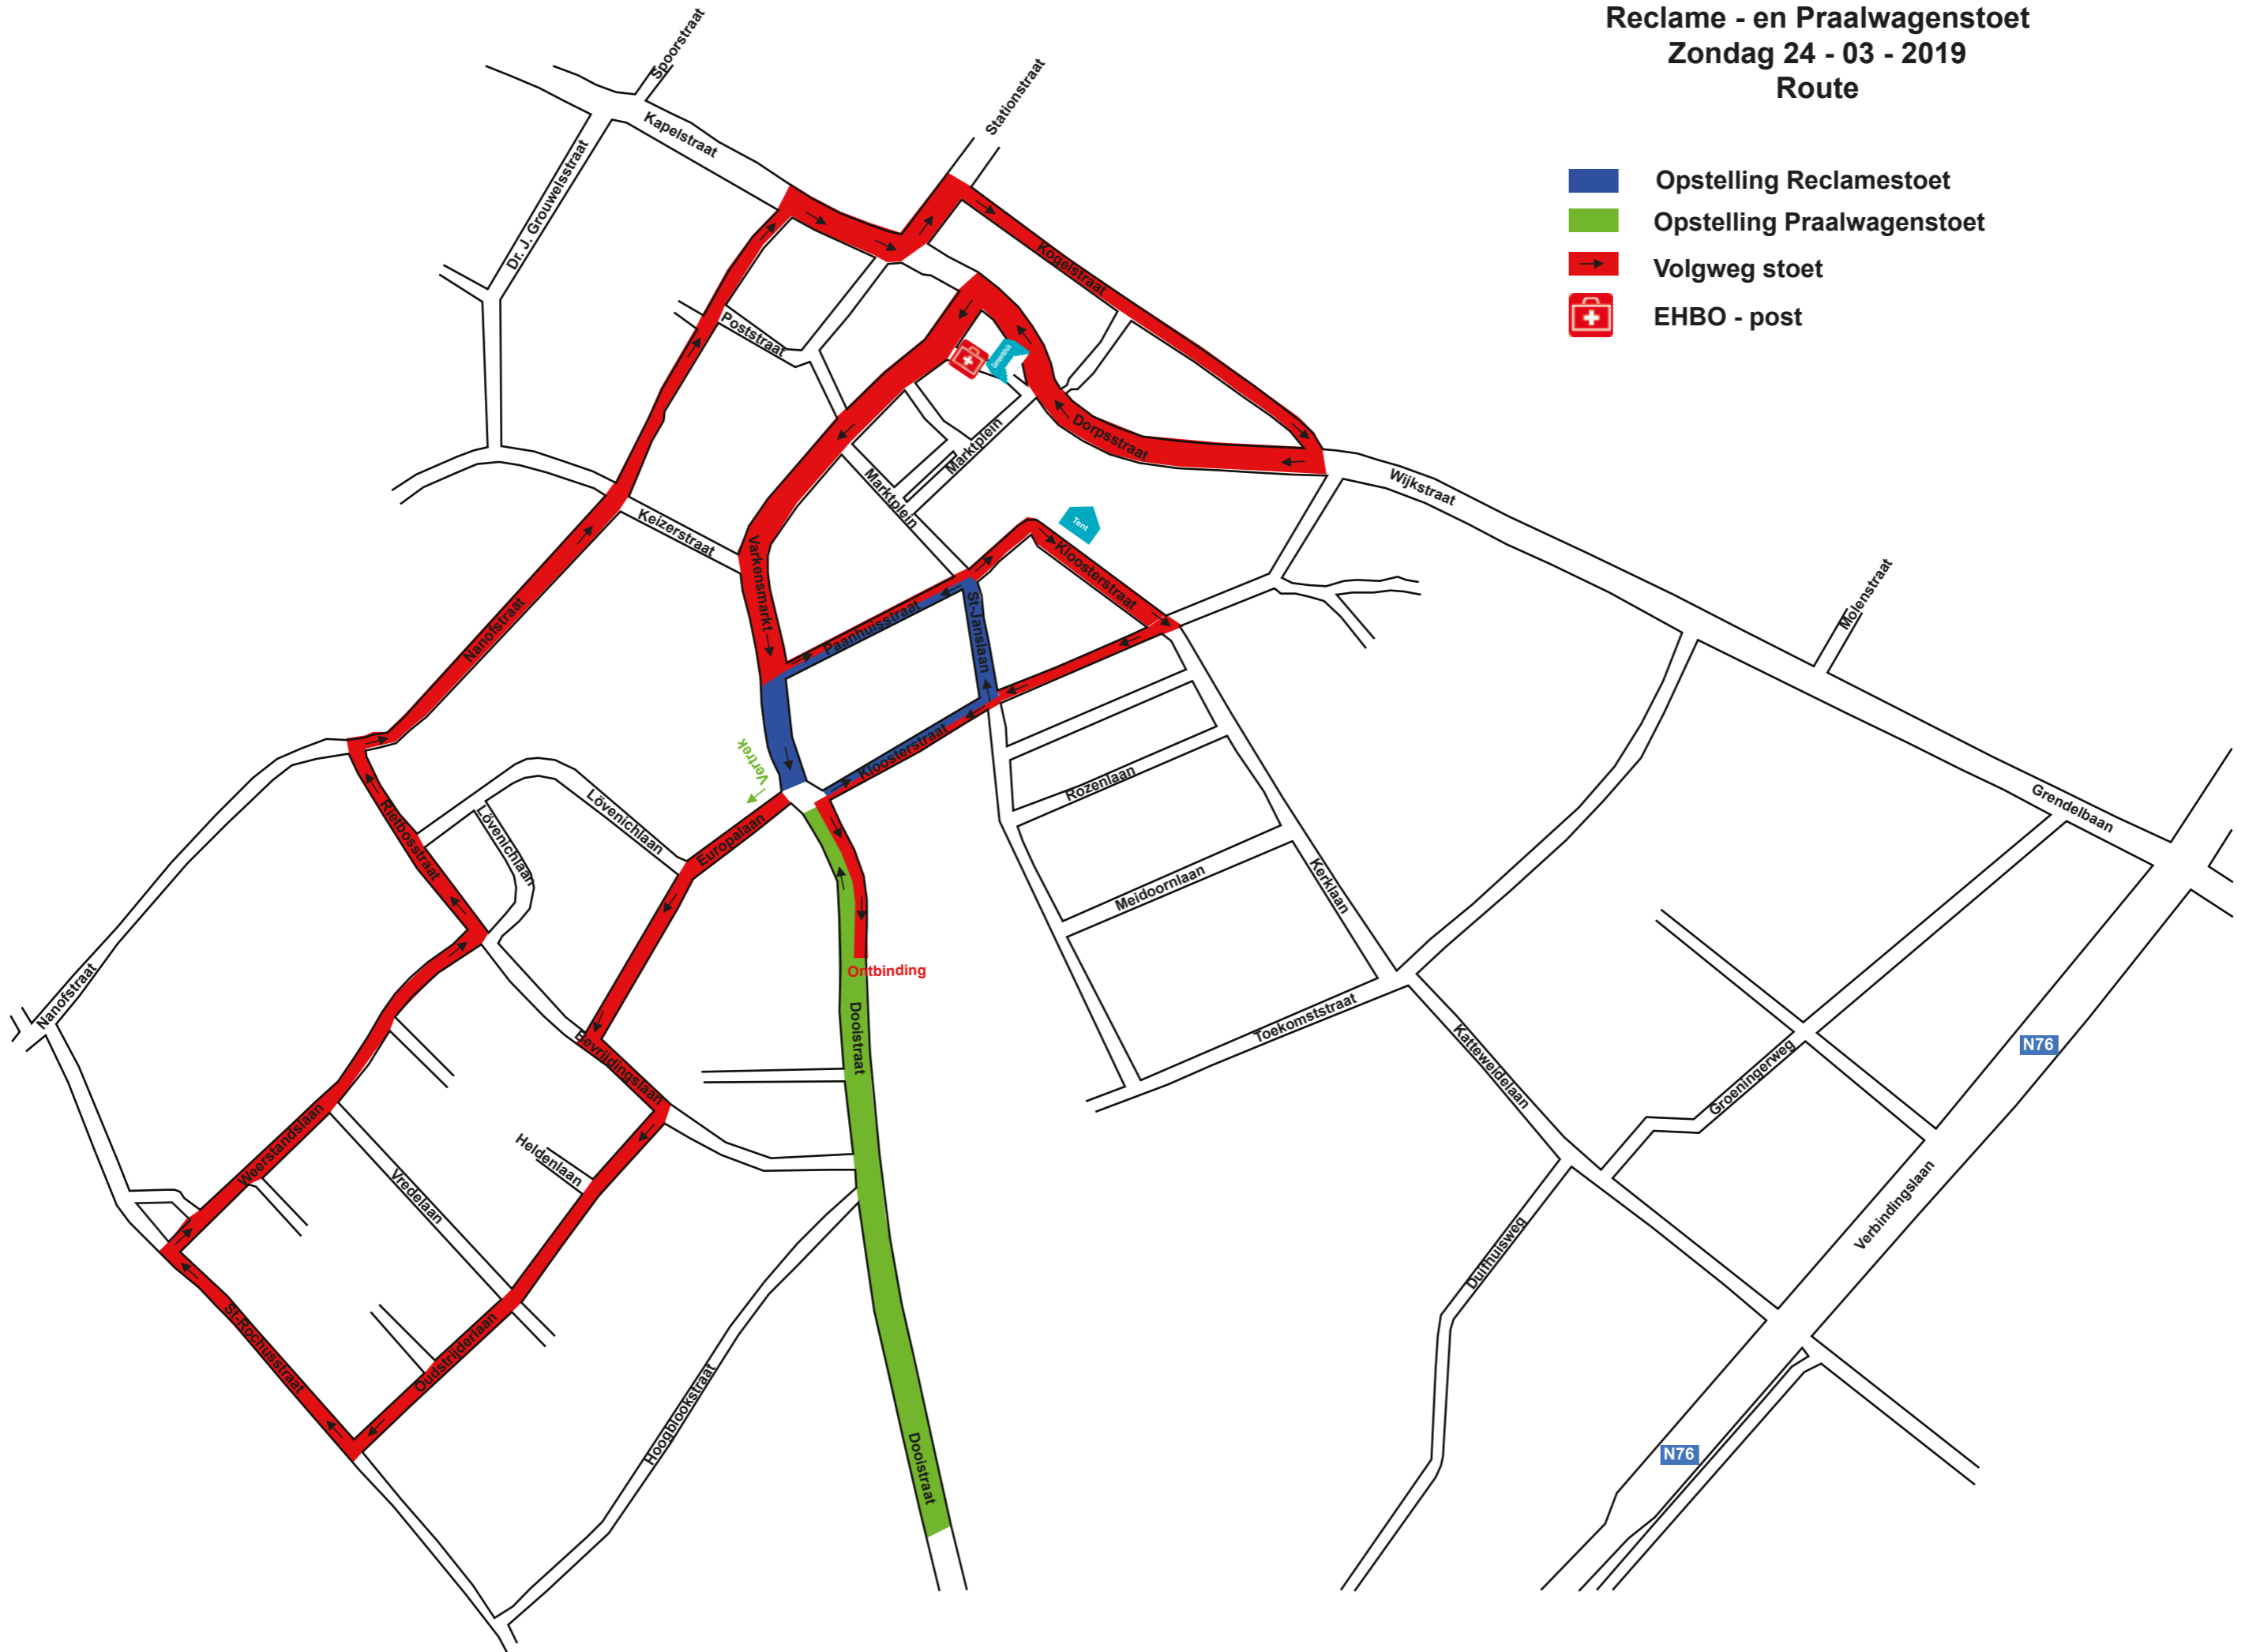 Reclame - en Praalwagenstoet
Zondag 24 - 03 - 2019
Route
Opstelling Reclamestoet
Opstelling Praalwagenstoet
Volgweg stoet
EHBO - post
Spoorstraat
Stationstraat
Kapelstraat
Dr. J. Grouwelsstraat
Kogelstraat
Poststraat
Gemeentehuis
Dorpsstraat
Marktplein
Marktplein
Wijkstraat
Keizerstraat
Varkensmarkt
Tent
Kloosterstraat
Molenstraat
Paanhuisstraat
St-Janslaan
Nanofstraat
Vertrek
Kloosterstraat
Rozenlaan
Grendelbaan
Rietbosstraat
Lövenichlaan
Lövenichlaan
Europalaan
Meidoornlaan
Kerklaan
Ontbinding
Nanofstraat
Dooistraat
Toekomststraat
Katteweidelaan
N76
Bevrijdingslaan
Groeningerweg
Weerstandslaan
Heldenlaan
Vredelaan
Verbindingslaan
Duifhuisweg
St-Rochusstraat
Oudstrijderlaan
Hoogblookstraat
Dooistraat
N76